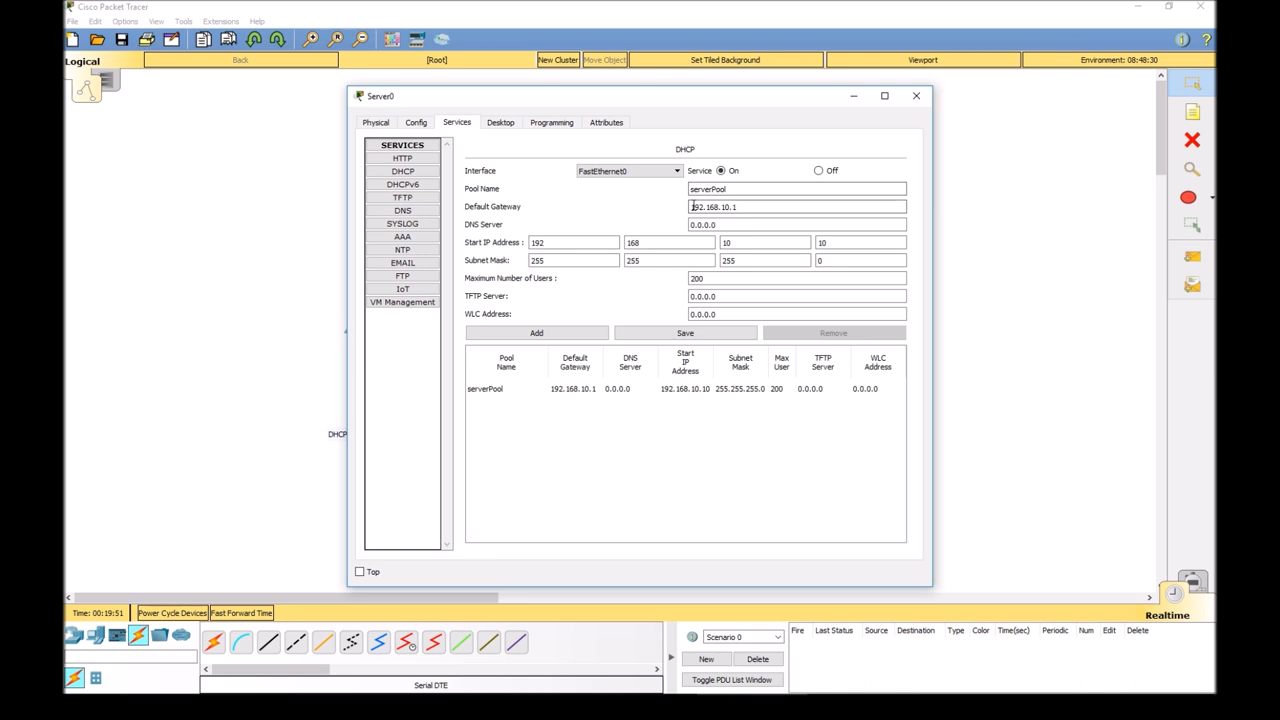 Cisco Packet Tracer
File Edit Options View Tools Extensions Help
Logical Back [Root] New Cluster Move Object Set Tiled Background Viewport Environment: 08:48:30
Server0
Physical Config Services Desktop Programming Attributes
SERVICES
HTTP
DHCP
DHCPv6
TFTP
DNS
SYSLOG
AAA
NTP
EMAIL
FTP
IoT
VM Management
DHCP
Interface FastEthernet0 Service On Off
Pool Name serverPool
Default Gateway 192.168.10.1
DNS Server 0.0.0.0
Start IP Address : 192 168 10 10
Subnet Mask: 255 255 255 0
Maximum Number of Users : 200
TFTP Server: 0.0.0.0
WLC Address: 0.0.0.0
Add Save Remove
Pool Name Default Gateway DNS Server Start IP Address Subnet Mask Max User TFTP Server WLC Address
serverPool 192.168.10.1 0.0.0.0 192.168.10.10 255.255.255.0 200 0.0.0.0 0.0.0.0
DHCP
Top
Time: 00:19:51 Power Cycle Devices Fast Forward Time Realtime
Scenario 0
New Delete
Toggle PDU List Window
Fire Last Status Source Destination Type Color Time(sec) Periodic Num Edit Delete
Serial DTE